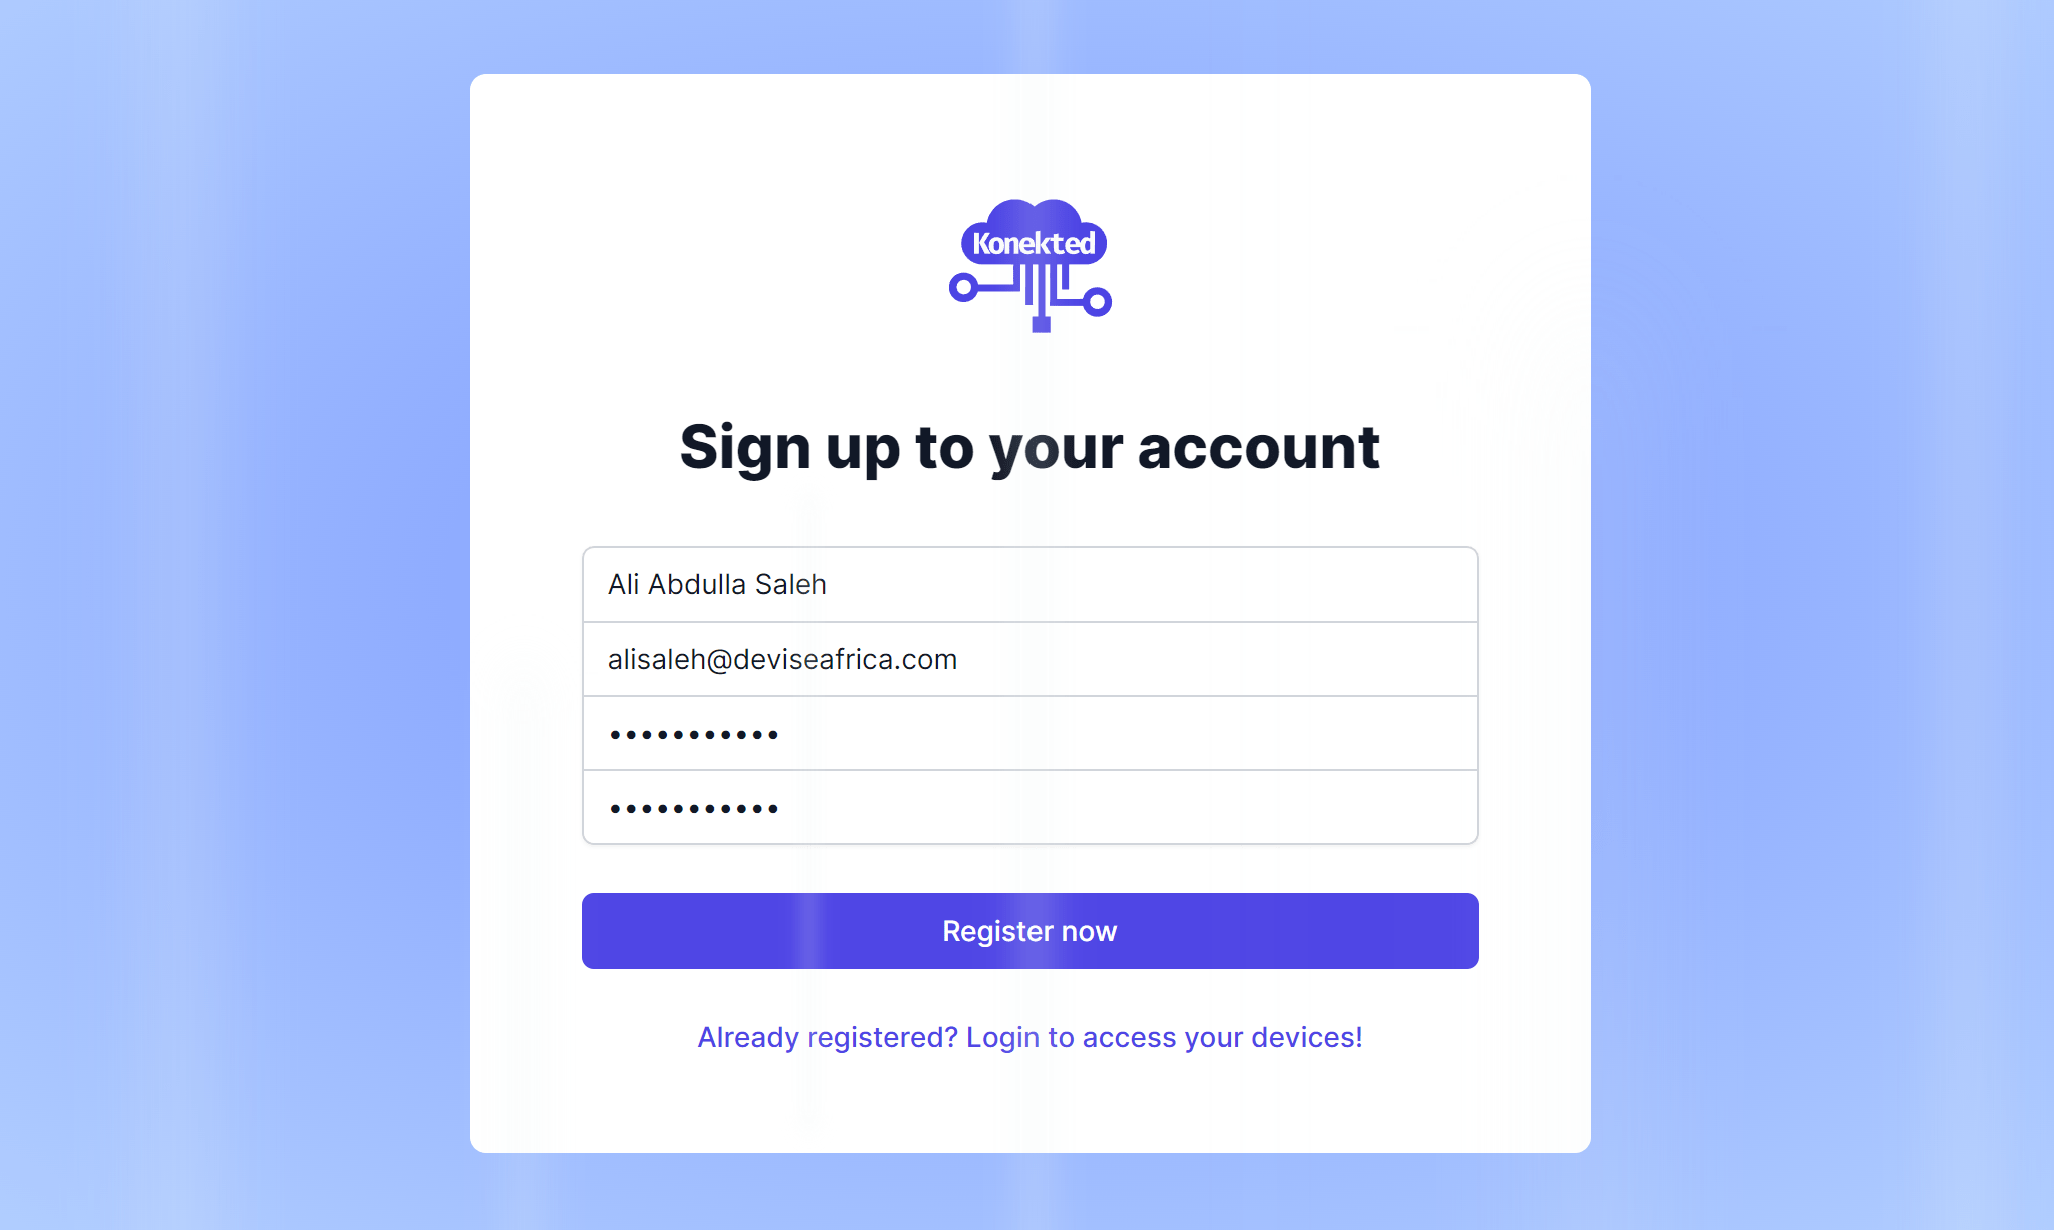 Konekted
Sign up to your account
Ali Abdulla Saleh
alisaleh@deviseafrica.com
•••••••••••
•••••••••••
Register now
Already registered? Login to access your devices!